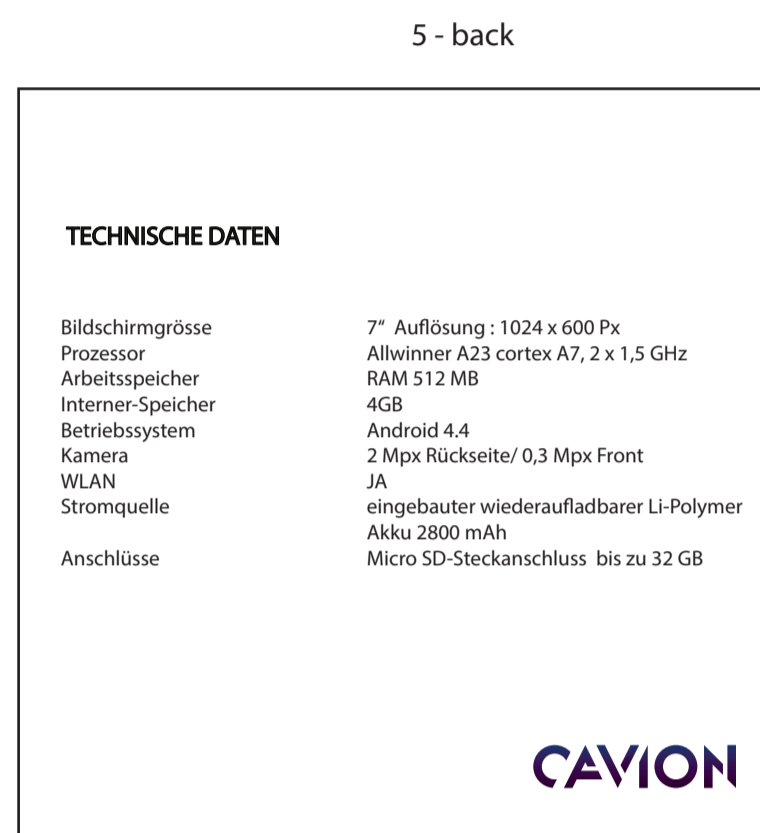 5 - back
TECHNISCHE DATEN
Bildschirmgrösse 7“ Auflösung : 1024 x 600 Px
Prozessor Allwinner A23 cortex A7, 2 x 1,5 GHz
Arbeitsspeicher RAM 512 MB
Interner-Speicher 4GB
Betriebssystem Android 4.4
Kamera 2 Mpx Rückseite/ 0,3 Mpx Front
WLAN JA
Stromquelle eingebauter wiederaufladbarer Li-Polymer
Akku 2800 mAh
Anschlüsse Micro SD-Steckanschluss bis zu 32 GB
CAVION